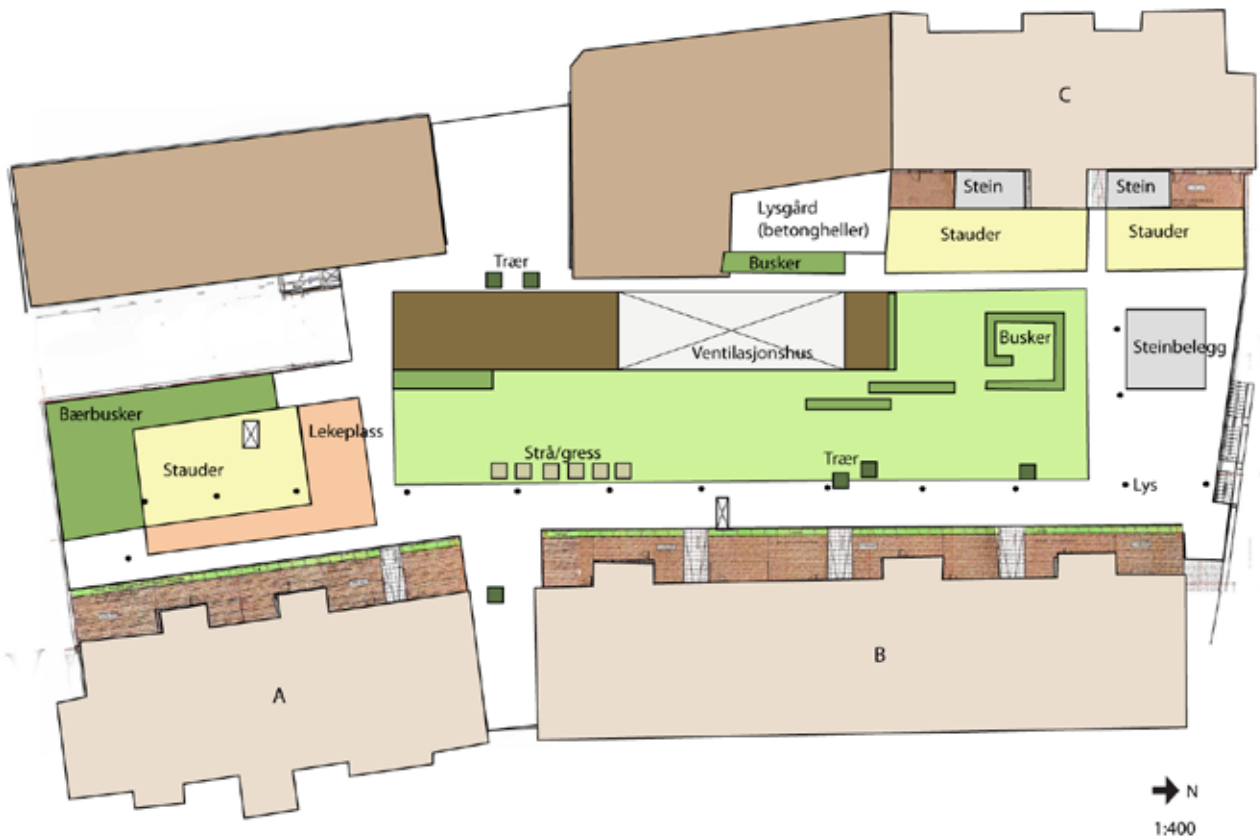 C
Stein
Stein
Lysgård
(betongheller)
Stauder
Stauder
Trær
Busker
Busker
Steinbelegg
Ventilasjonshus
Bærbusker
Lekeplass
Stauder
Strå/gress
Trær
Lys
B
A
N
1:400